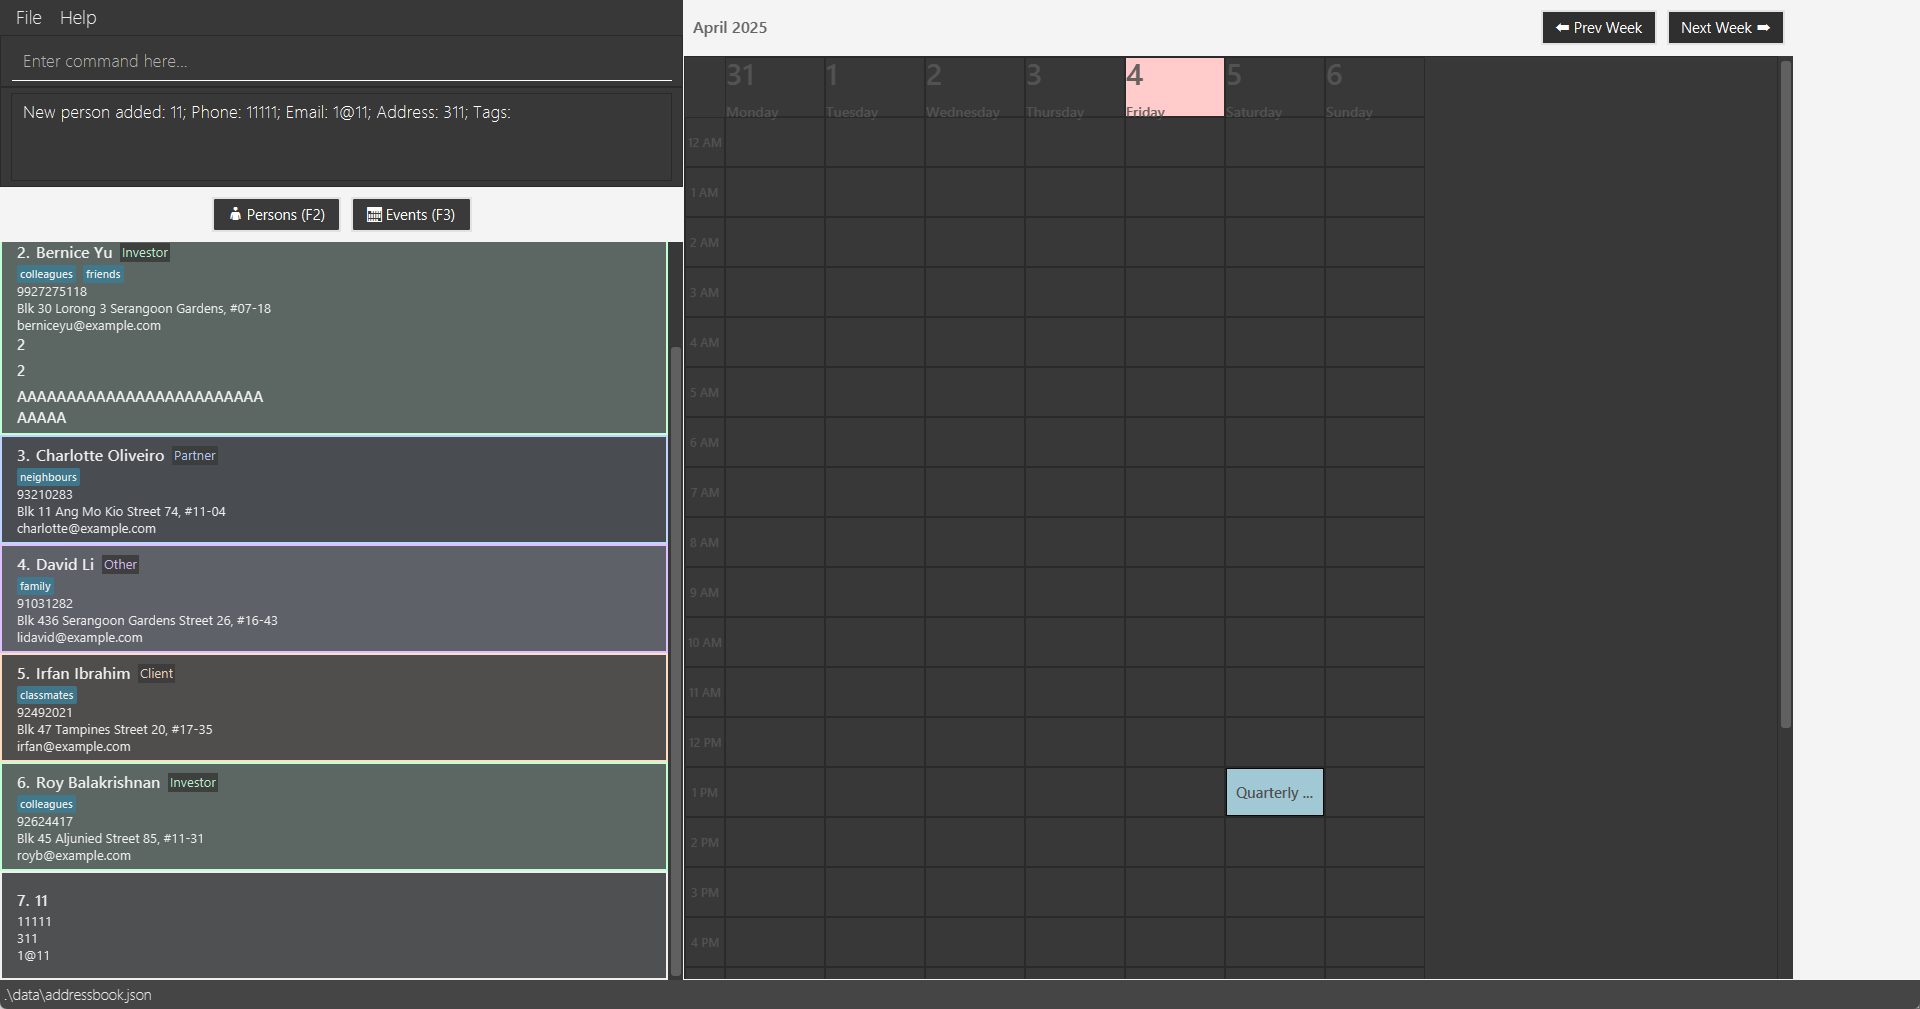 File Help
Enter command here...
New person added: 11; Phone: 11111; Email: 1@11; Address: 311; Tags:
Persons (F2) Events (F3)
2. Bernice Yu Investor
colleagues friends
9927275118
Blk 30 Lorong 3 Serangoon Gardens, #07-18
berniceyu@example.com
2
2
AAAAAAAAAAAAAAAAAAAAAAAAA
AAAAA
3. Charlotte Oliveiro Partner
neighbours
93210283
Blk 11 Ang Mo Kio Street 74, #11-04
charlotte@example.com
4. David Li Other
family
91031282
Blk 436 Serangoon Gardens Street 26, #16-43
lidavid@example.com
5. Irfan Ibrahim Client
classmates
92492021
Blk 47 Tampines Street 20, #17-35
irfan@example.com
6. Roy Balakrishnan Investor
colleagues
92624417
Blk 45 Aljunied Street 85, #11-31
royb@example.com
7. 11
11111
311
1@11
.\data\addressbook.json
April 2025
⬅ Prev Week Next Week ➡
31 1 2 3 4 5 6
Monday Tuesday Wednesday Thursday Friday Saturday Sunday
12 AM
1 AM
2 AM
3 AM
4 AM
5 AM
6 AM
7 AM
8 AM
9 AM
10 AM
11 AM
12 PM
1 PM Quarterly ...
2 PM
3 PM
4 PM